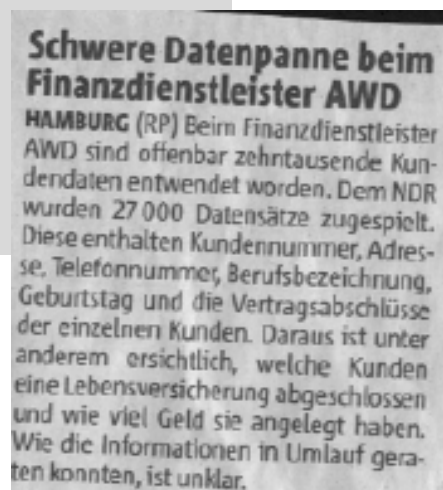 Schwere Datenpanne beim
Finanzdienstleister AWD
HAMBURG (RP) Beim Finanzdienstleister
AWD sind offenbar zehntausende Kun-
dendaten entwendet worden. Dem NDR
wurden 27 000 Datensätze zugespielt.
Diese enthalten Kundennummer, Adres-
se, Telefonnummer, Berufsbezeichnung,
Geburtstag und die Vertragsabschlüsse
der einzelnen Kunden. Daraus ist unter
anderem ersichtlich, welche Kunden
eine Lebensversicherung abgeschlossen
und wie viel Geld sie angelegt haben.
Wie die Informationen in Umlauf gera-
ten konnten, ist unklar.